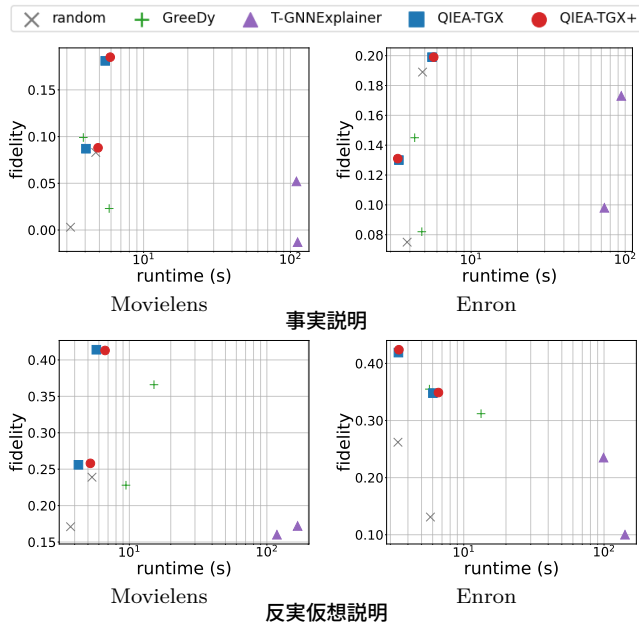 random GreeDy T-GNNExplainer QIEA-TGX QIEA-TGX+
fidelity
0.15
0.10
0.05
0.00
10¹ 10²
runtime (s)
Movielens
fidelity
0.20
0.18
0.16
0.14
0.12
0.10
0.08
10¹ 10²
runtime (s)
Enron
事実説明
fidelity
0.40
0.35
0.30
0.25
0.20
0.15
10¹ 10²
runtime (s)
Movielens
fidelity
0.40
0.30
0.20
0.10
10¹ 10²
runtime (s)
Enron
反実仮想説明